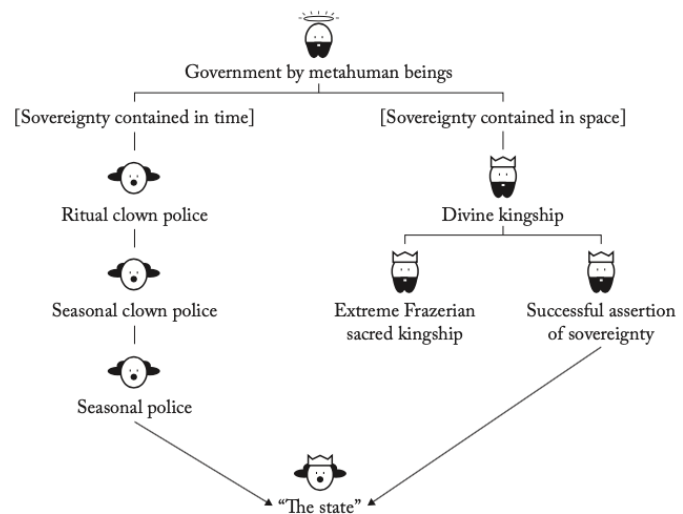 Government by metahuman beings
[Sovereignty contained in time]
[Sovereignty contained in space]
Ritual clown police
Divine kingship
Seasonal clown police
Extreme Frazerian
sacred kingship
Successful assertion
of sovereignty
Seasonal police
“The state”